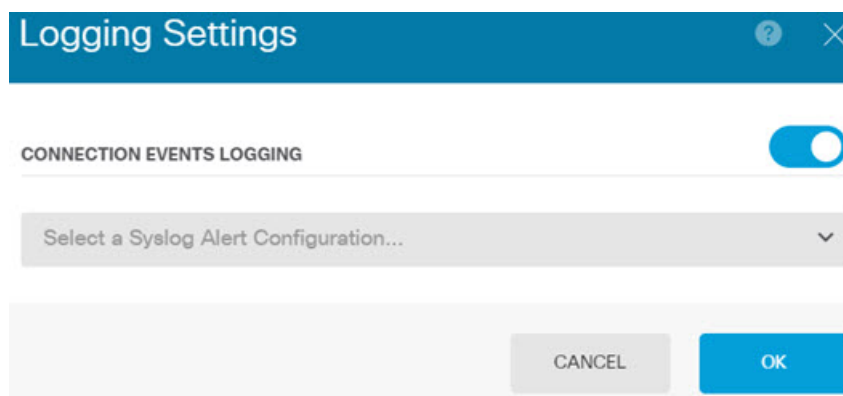 Logging Settings
?
CONNECTION EVENTS LOGGING
Select a Syslog Alert Configuration...
CANCEL
OK